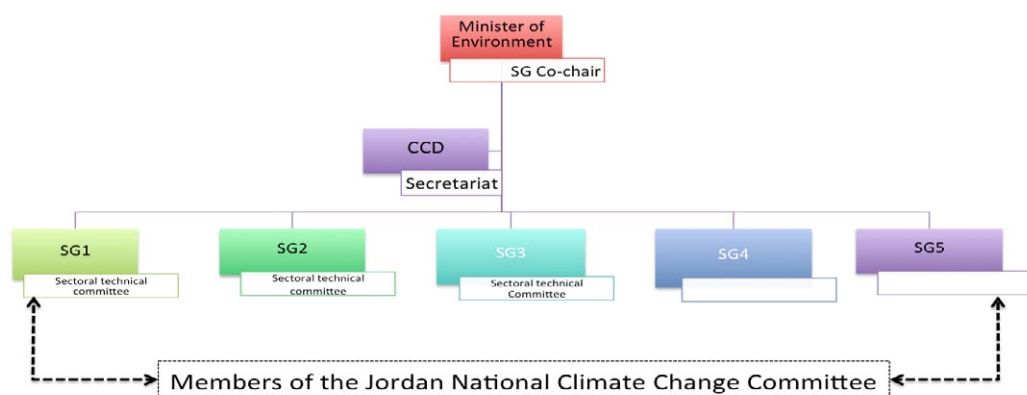 Minister of
Environment
SG Co-chair
CCD
Secretariat
SG1
SG2
SG3
SG4
SG5
Sectoral technical
committee
Sectoral technical
committee
Sectoral technical
Committee
Members of the Jordan National Climate Change Committee